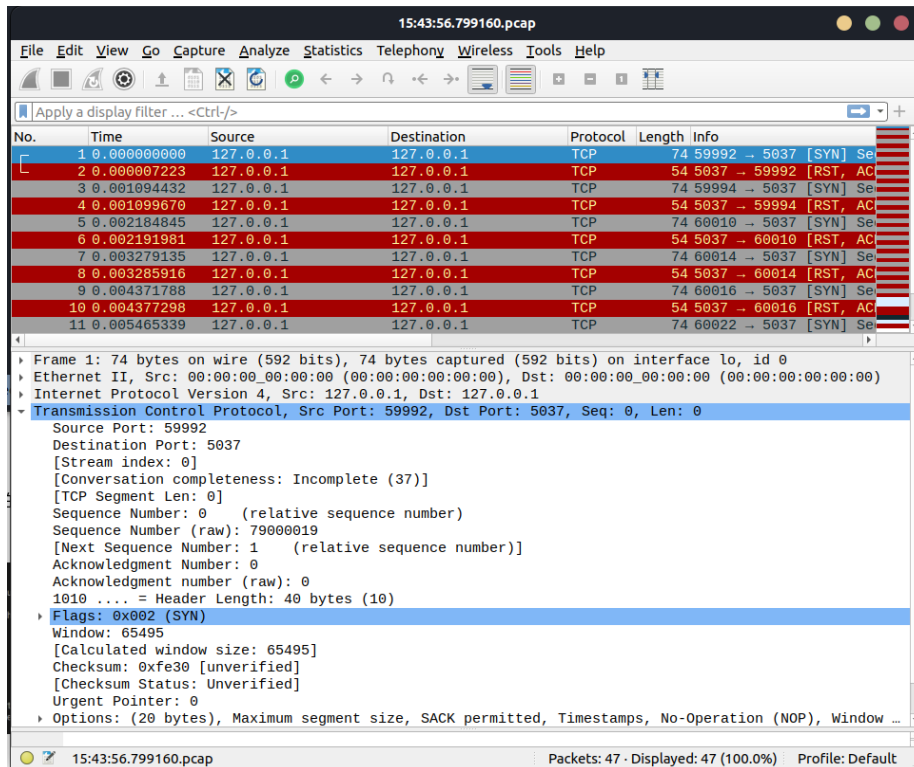 15:43:56.799160.pcap
File Edit View Go Capture Analyze Statistics Telephony Wireless Tools Help
Apply a display filter … <Ctrl-/>
No. Time Source Destination Protocol Length Info
1 0.000000000 127.0.0.1 127.0.0.1 TCP 74 59992 → 5037 [SYN] Se
2 0.000007223 127.0.0.1 127.0.0.1 TCP 54 5037 → 59992 [RST, AC
3 0.001094432 127.0.0.1 127.0.0.1 TCP 74 59994 → 5037 [SYN] Se
4 0.001099670 127.0.0.1 127.0.0.1 TCP 54 5037 → 59994 [RST, AC
5 0.002184845 127.0.0.1 127.0.0.1 TCP 74 60010 → 5037 [SYN] Se
6 0.002191981 127.0.0.1 127.0.0.1 TCP 54 5037 → 60010 [RST, AC
7 0.003279135 127.0.0.1 127.0.0.1 TCP 74 60014 → 5037 [SYN] Se
8 0.003285916 127.0.0.1 127.0.0.1 TCP 54 5037 → 60014 [RST, AC
9 0.004371788 127.0.0.1 127.0.0.1 TCP 74 60016 → 5037 [SYN] Se
10 0.004377298 127.0.0.1 127.0.0.1 TCP 54 5037 → 60016 [RST, AC
11 0.005465339 127.0.0.1 127.0.0.1 TCP 74 60022 → 5037 [SYN] Se
Frame 1: 74 bytes on wire (592 bits), 74 bytes captured (592 bits) on interface lo, id 0
Ethernet II, Src: 00:00:00_00:00:00 (00:00:00:00:00:00), Dst: 00:00:00_00:00:00 (00:00:00:00:00:00)
Internet Protocol Version 4, Src: 127.0.0.1, Dst: 127.0.0.1
Transmission Control Protocol, Src Port: 59992, Dst Port: 5037, Seq: 0, Len: 0
Source Port: 59992
Destination Port: 5037
[Stream index: 0]
[Conversation completeness: Incomplete (37)]
[TCP Segment Len: 0]
Sequence Number: 0 (relative sequence number)
Sequence Number (raw): 79000019
[Next Sequence Number: 1 (relative sequence number)]
Acknowledgment Number: 0
Acknowledgment number (raw): 0
1010 .... = Header Length: 40 bytes (10)
Flags: 0x002 (SYN)
Window: 65495
[Calculated window size: 65495]
Checksum: 0xfe30 [unverified]
[Checksum Status: Unverified]
Urgent Pointer: 0
Options: (20 bytes), Maximum segment size, SACK permitted, Timestamps, No-Operation (NOP), Window …
15:43:56.799160.pcap Packets: 47 · Displayed: 47 (100.0%) Profile: Default